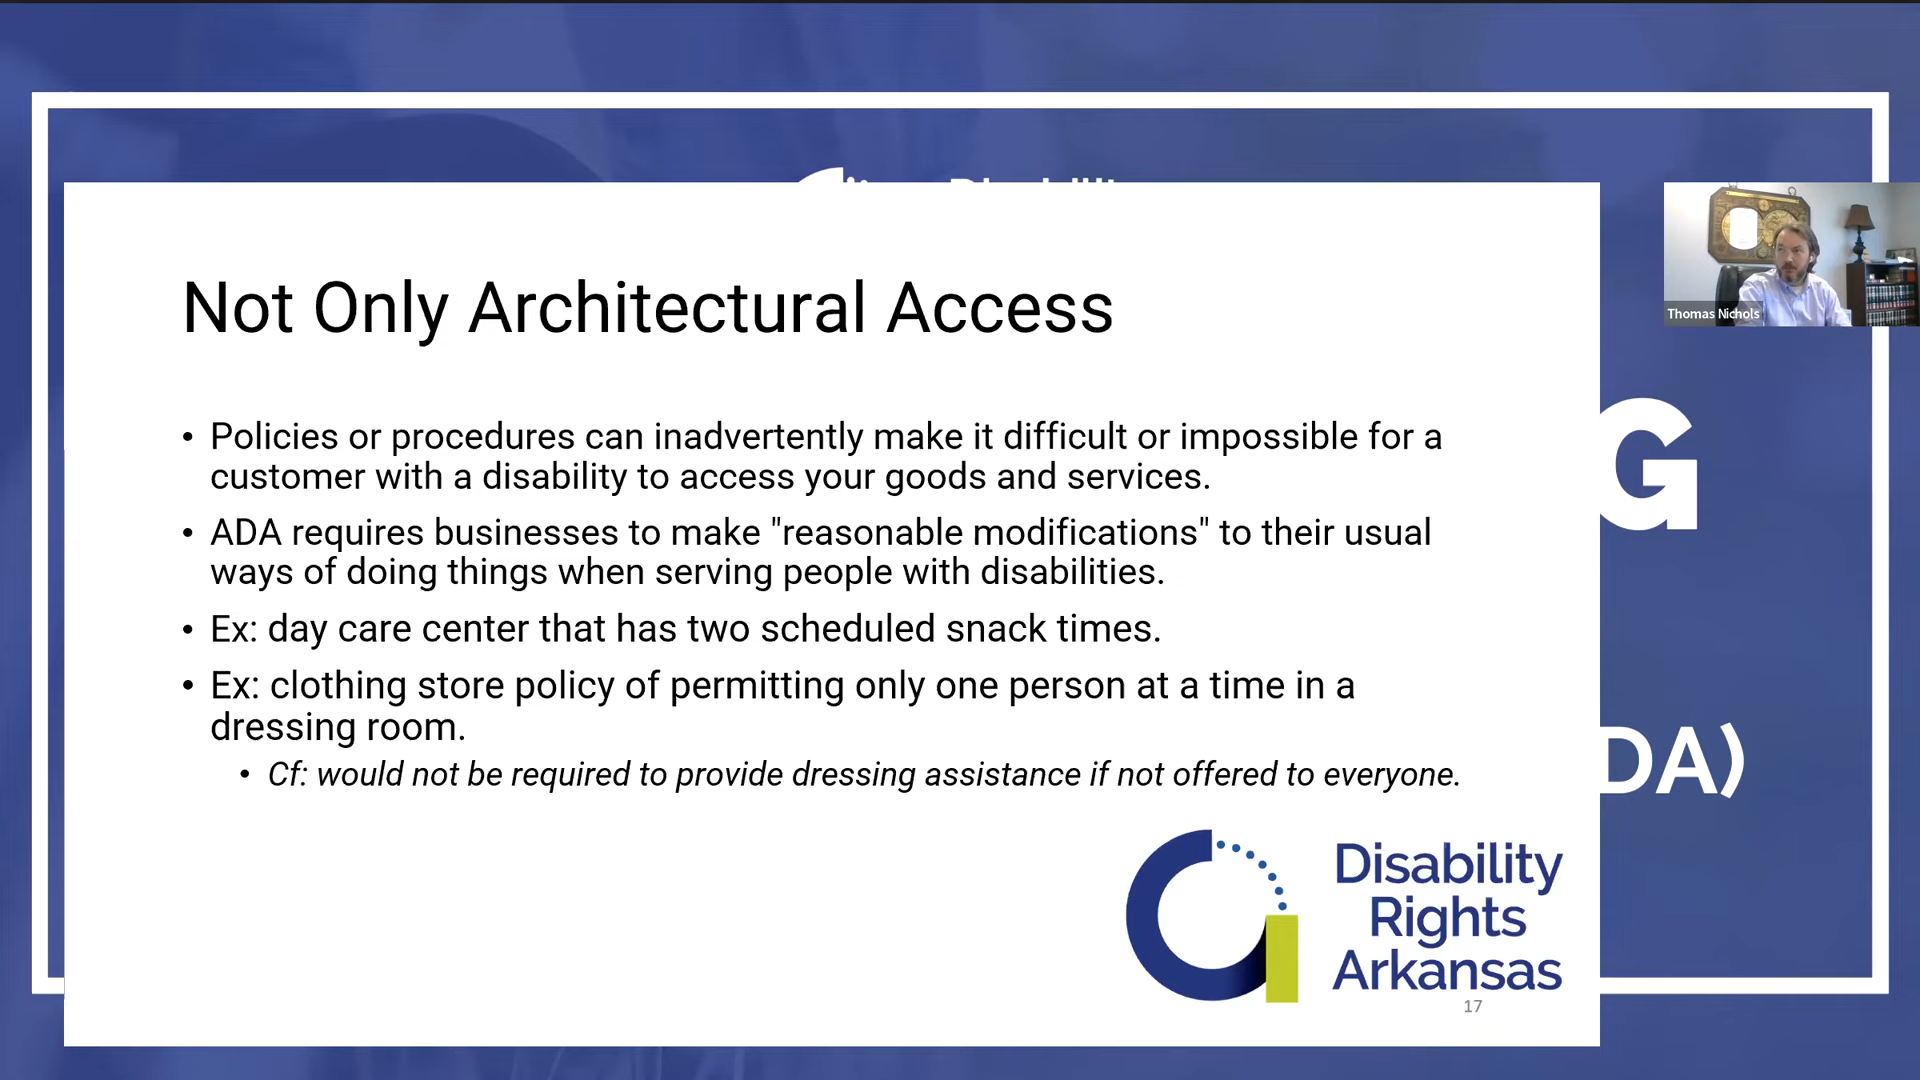 Not Only Architectural Access
Thomas Nichols
• Policies or procedures can inadvertently make it difficult or impossible for a
customer with a disability to access your goods and services.
• ADA requires businesses to make "reasonable modifications" to their usual
ways of doing things when serving people with disabilities.
• Ex: day care center that has two scheduled snack times.
• Ex: clothing store policy of permitting only one person at a time in a
dressing room.
• Cf: would not be required to provide dressing assistance if not offered to everyone.
G
DA)
Disability
Rights
Arkansas
17